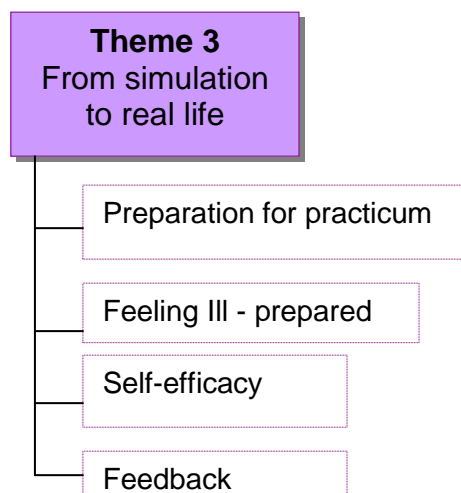 Theme 3
From simulation
to real life
Preparation for practicum
Feeling Ill - prepared
Self-efficacy
Feedback